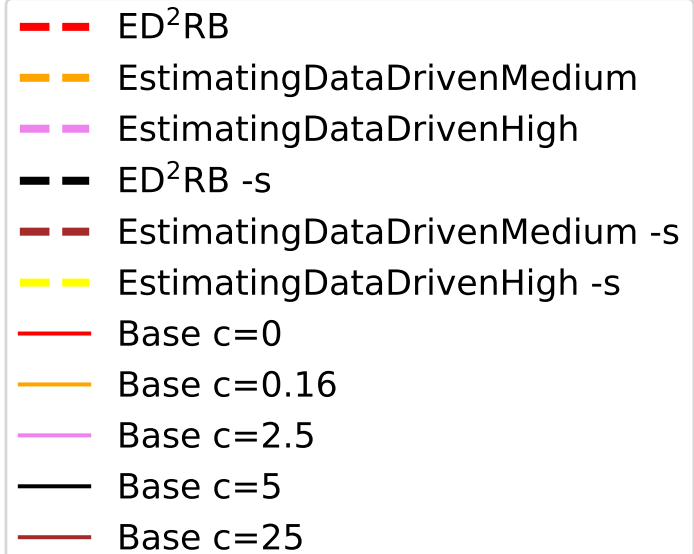 ED²RB
EstimatingDataDrivenMedium
EstimatingDataDrivenHigh
ED²RB -s
EstimatingDataDrivenMedium -s
EstimatingDataDrivenHigh -s
Base c=0
Base c=0.16
Base c=2.5
Base c=5
Base c=25